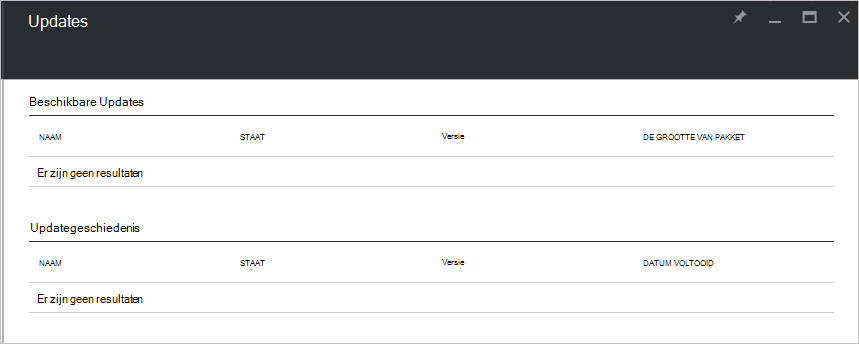 Updates
Beschikbare Updates
NAAM STAAT Versie DE GROOTTE VAN PAKKET
Er zijn geen resultaten
Updategeschiedenis
NAAM STAAT Versie DATUM VOLTOOID
Er zijn geen resultaten